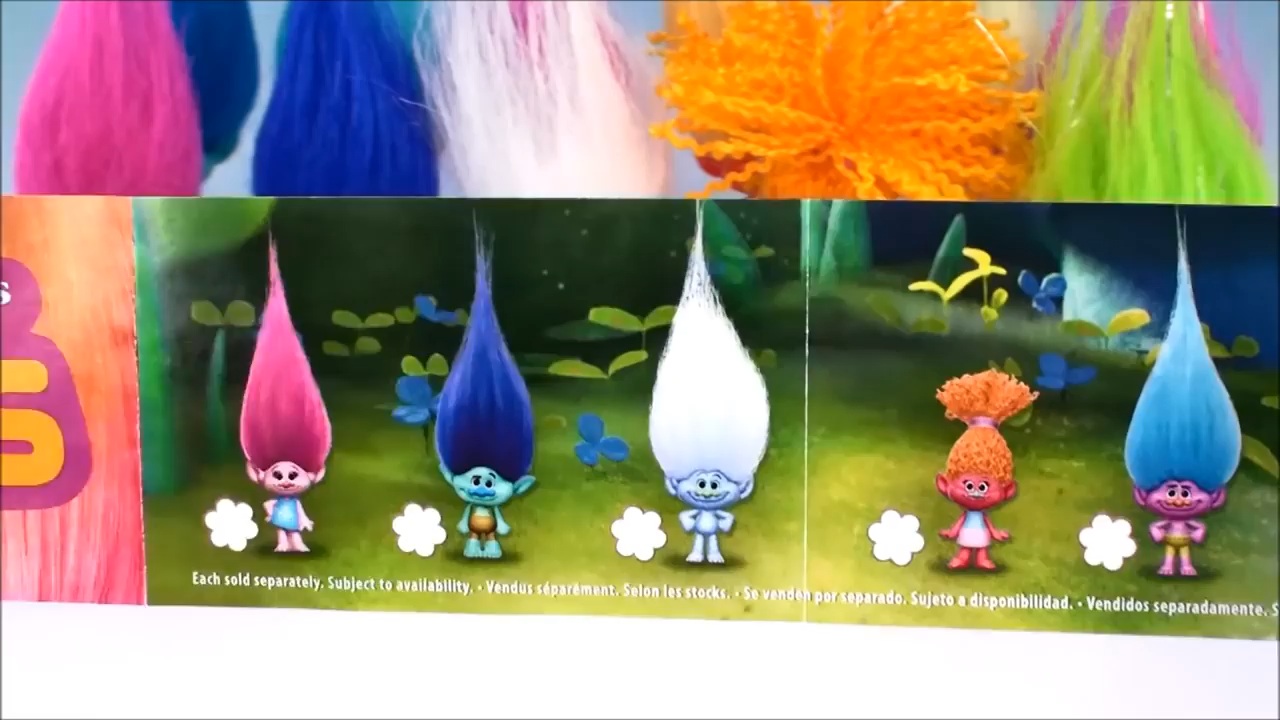 S
S
Each sold separately. Subject to availability. • Vendus séparément. Selon les stocks. • Se venden por separado. Sujeto a disponibilidad. • Vendidos separadamente. S